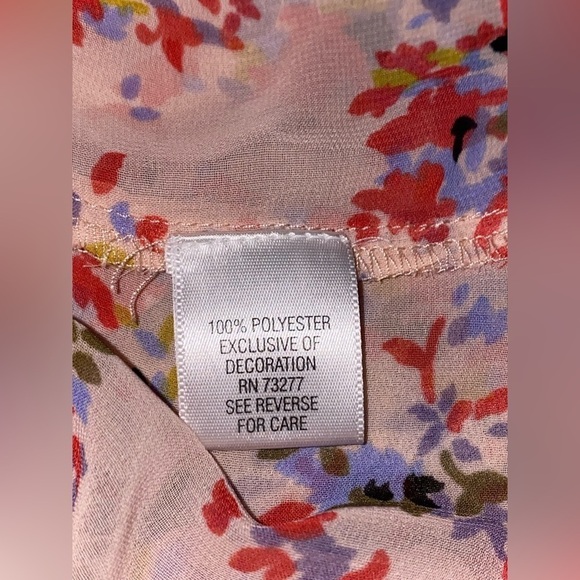 100% POLYESTER
EXCLUSIVE OF
DECORATION
RN 73277
SEE REVERSE
FOR CARE